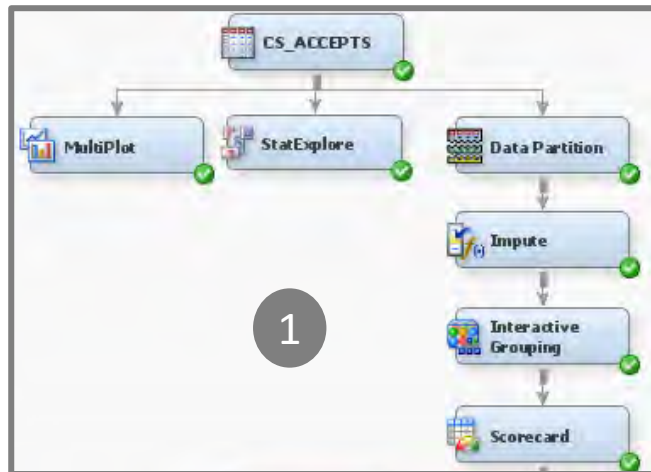 CS_ACCEPTS
MultiPlot
StatExplore
Data Partition
Impute
1
Interactive
Grouping
Scorecard